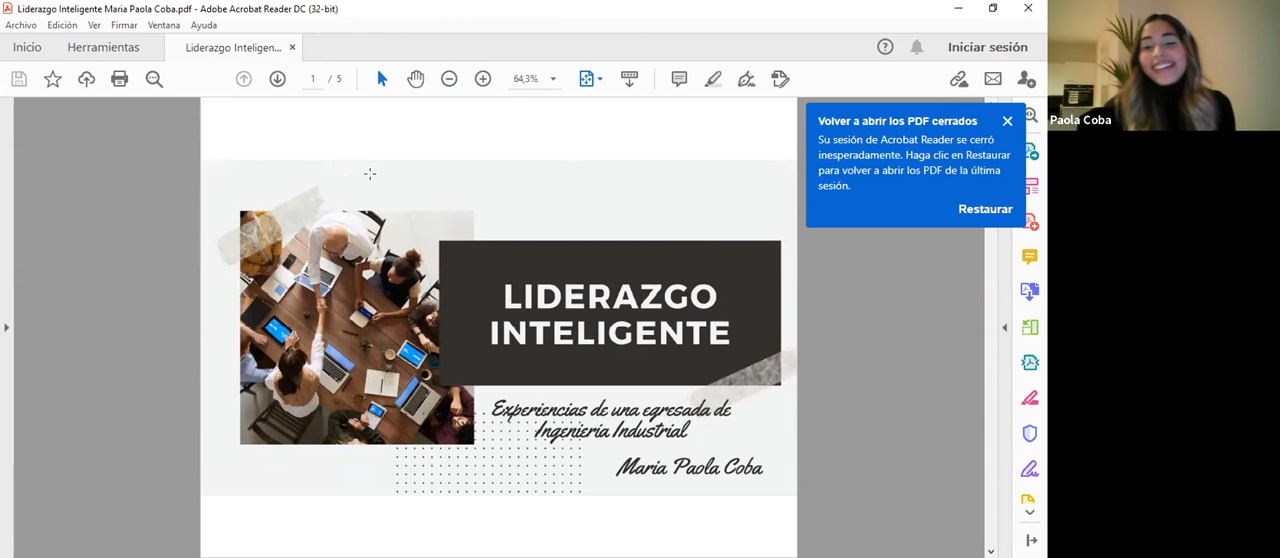 Liderazgo Inteligente Maria Paola Coba.pdf - Adobe Acrobat Reader DC (32-bit)
Archivo Edición Ver Firmar Ventana Ayuda
Inicio Herramientas Liderazgo Inteligen... × Iniciar sesión
1 / 5 64,3%
Volver a abrir los PDF cerrados
Su sesión de Acrobat Reader se cerró
inesperadamente. Haga clic en Restaurar
para volver a abrir los PDF de la última
sesión.
Restaurar
Paola Coba
LIDERAZGO
INTELIGENTE
Experiencias de una egresada de
Ingenieria Industrial
Maria Paola Coba